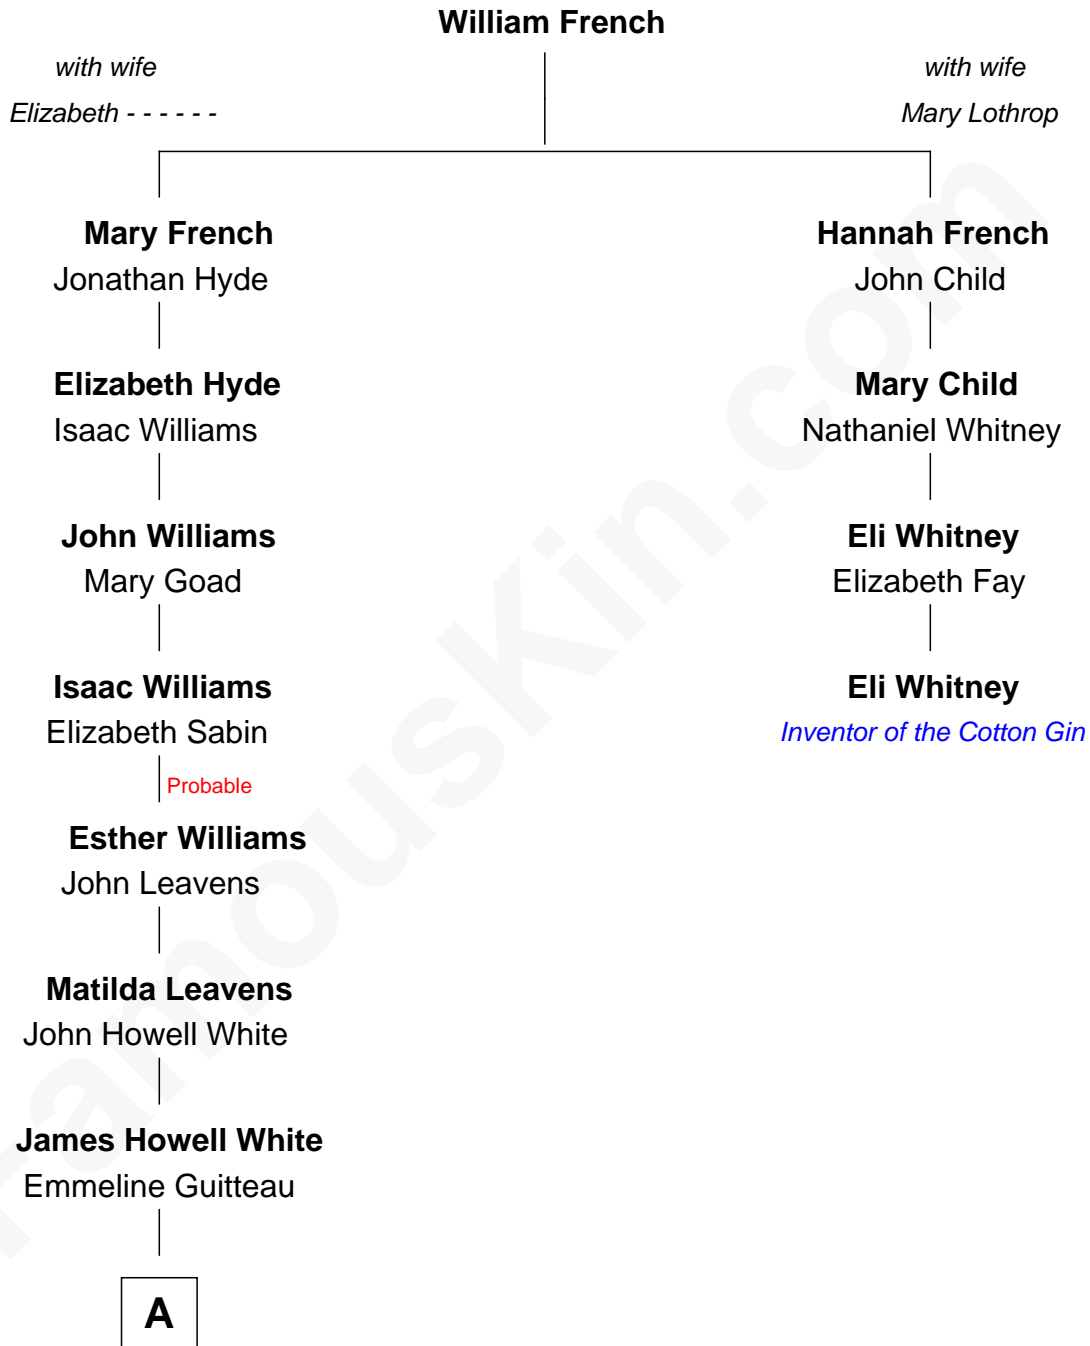 William French
with wife
Elizabeth - - - - - -
with wife
Mary Lothrop
Mary French
Jonathan Hyde
Hannah French
John Child
Elizabeth Hyde
Isaac Williams
Mary Child
Nathaniel Whitney
John Williams
Mary Goad
Eli Whitney
Elizabeth Fay
Isaac Williams
Elizabeth Sabin
Eli Whitney
Inventor of the Cotton Gin
Probable
Esther Williams
John Leavens
Matilda Leavens
John Howell White
James Howell White
Emmeline Guitteau
A
FamousKin.com